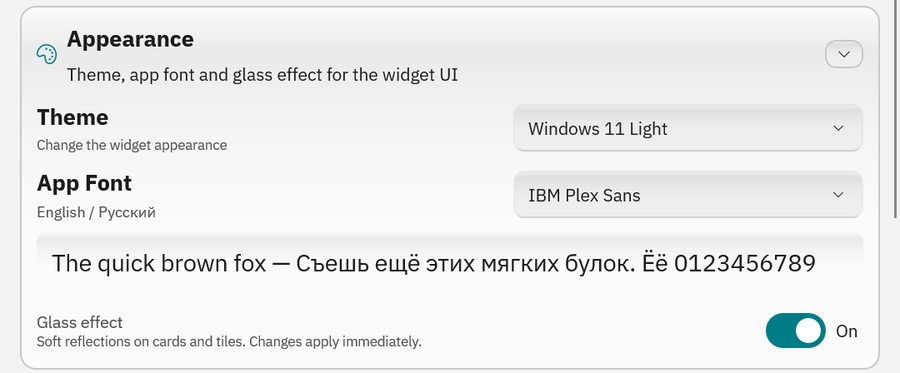 Appearance
Theme, app font and glass effect for the widget UI
Theme
Change the widget appearance
Windows 11 Light
App Font
English / Русский
IBM Plex Sans
The quick brown fox — Съешь ещё этих мягких булок. Ёё 0123456789
Glass effect
Soft reflections on cards and tiles. Changes apply immediately.
On